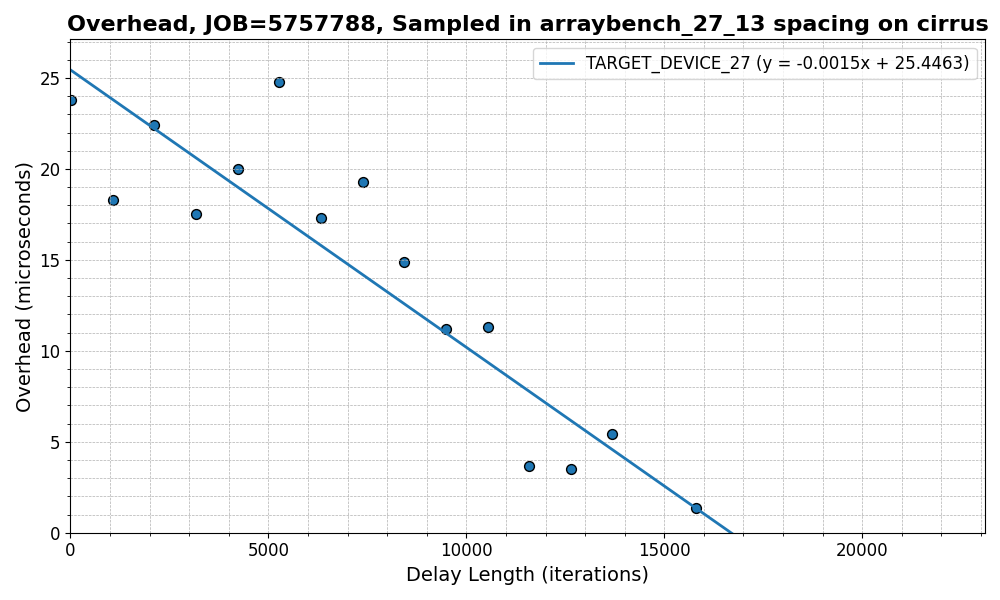 Overhead, JOB=5757788, Sampled in arraybench_27_13 spacing on cirrus
TARGET_DEVICE_27 (y = -0.0015x + 25.4463)
Overhead (microseconds)
25
20
15
10
5
0
0 5000 10000 15000 20000
Delay Length (iterations)